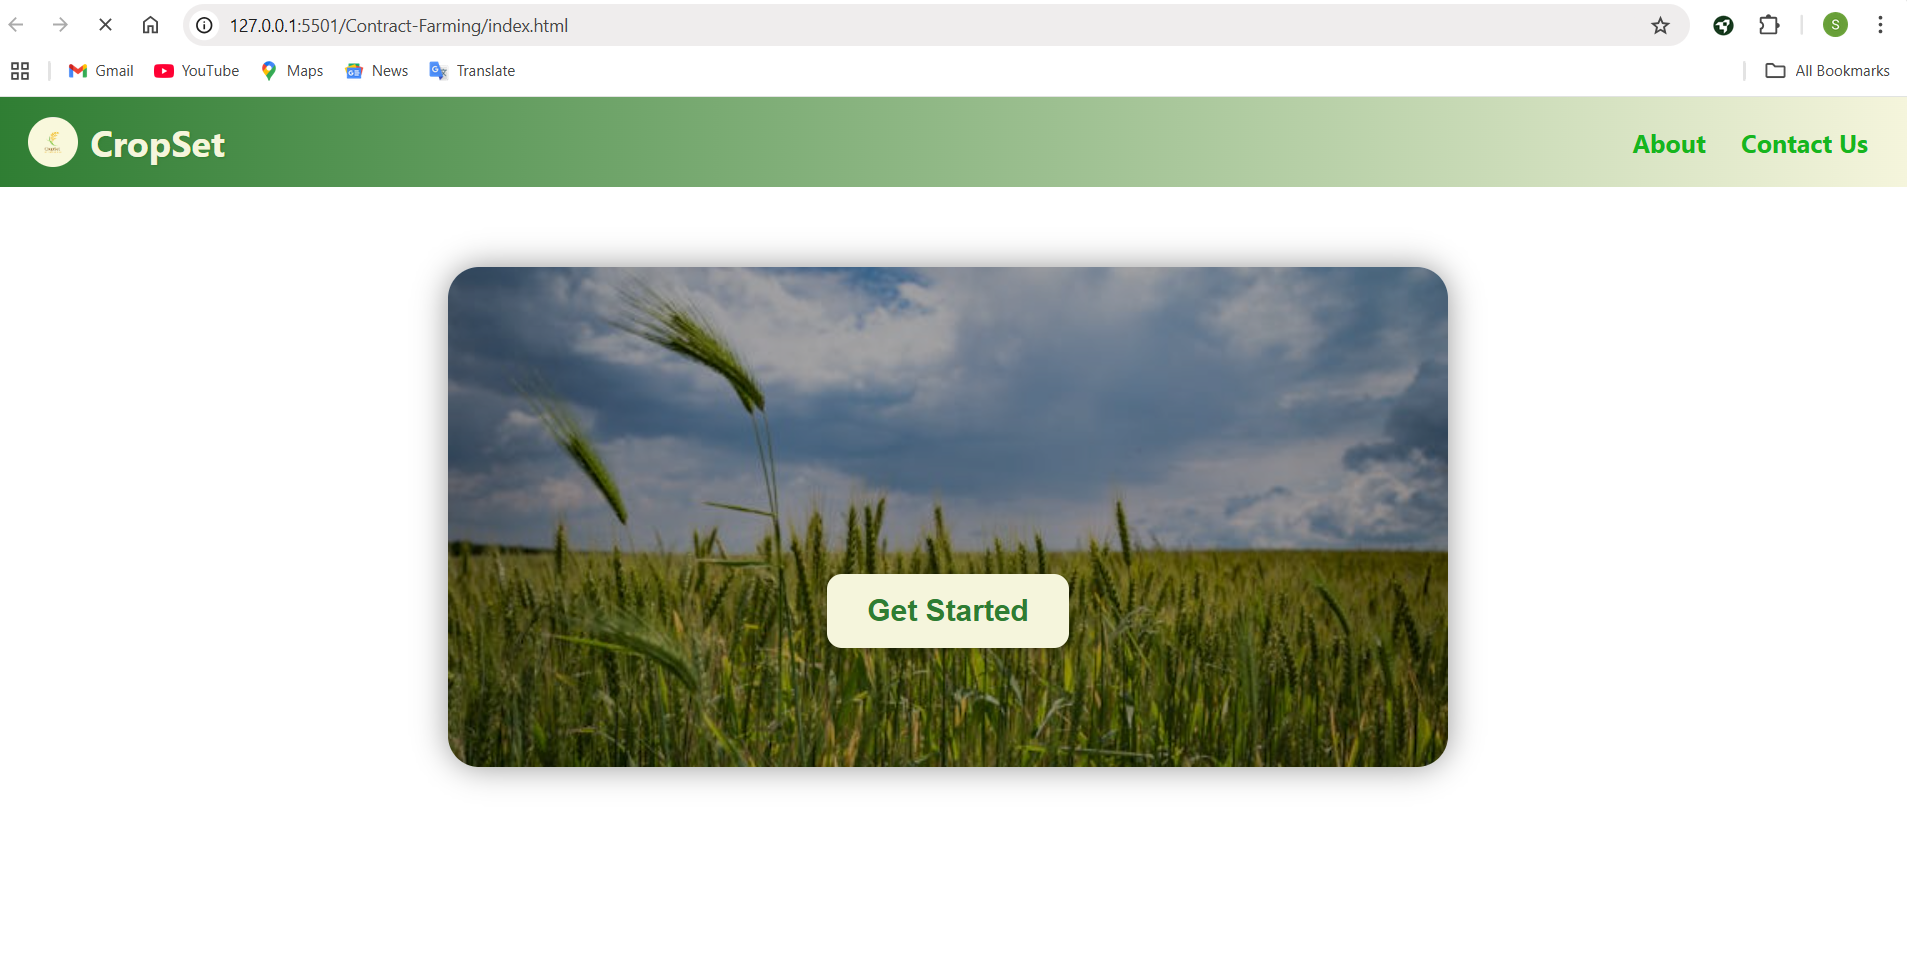 127.0.0.1:5501/Contract-Farming/index.html
S
Gmail YouTube Maps News Translate All Bookmarks
CropSet
About Contact Us
Get Started